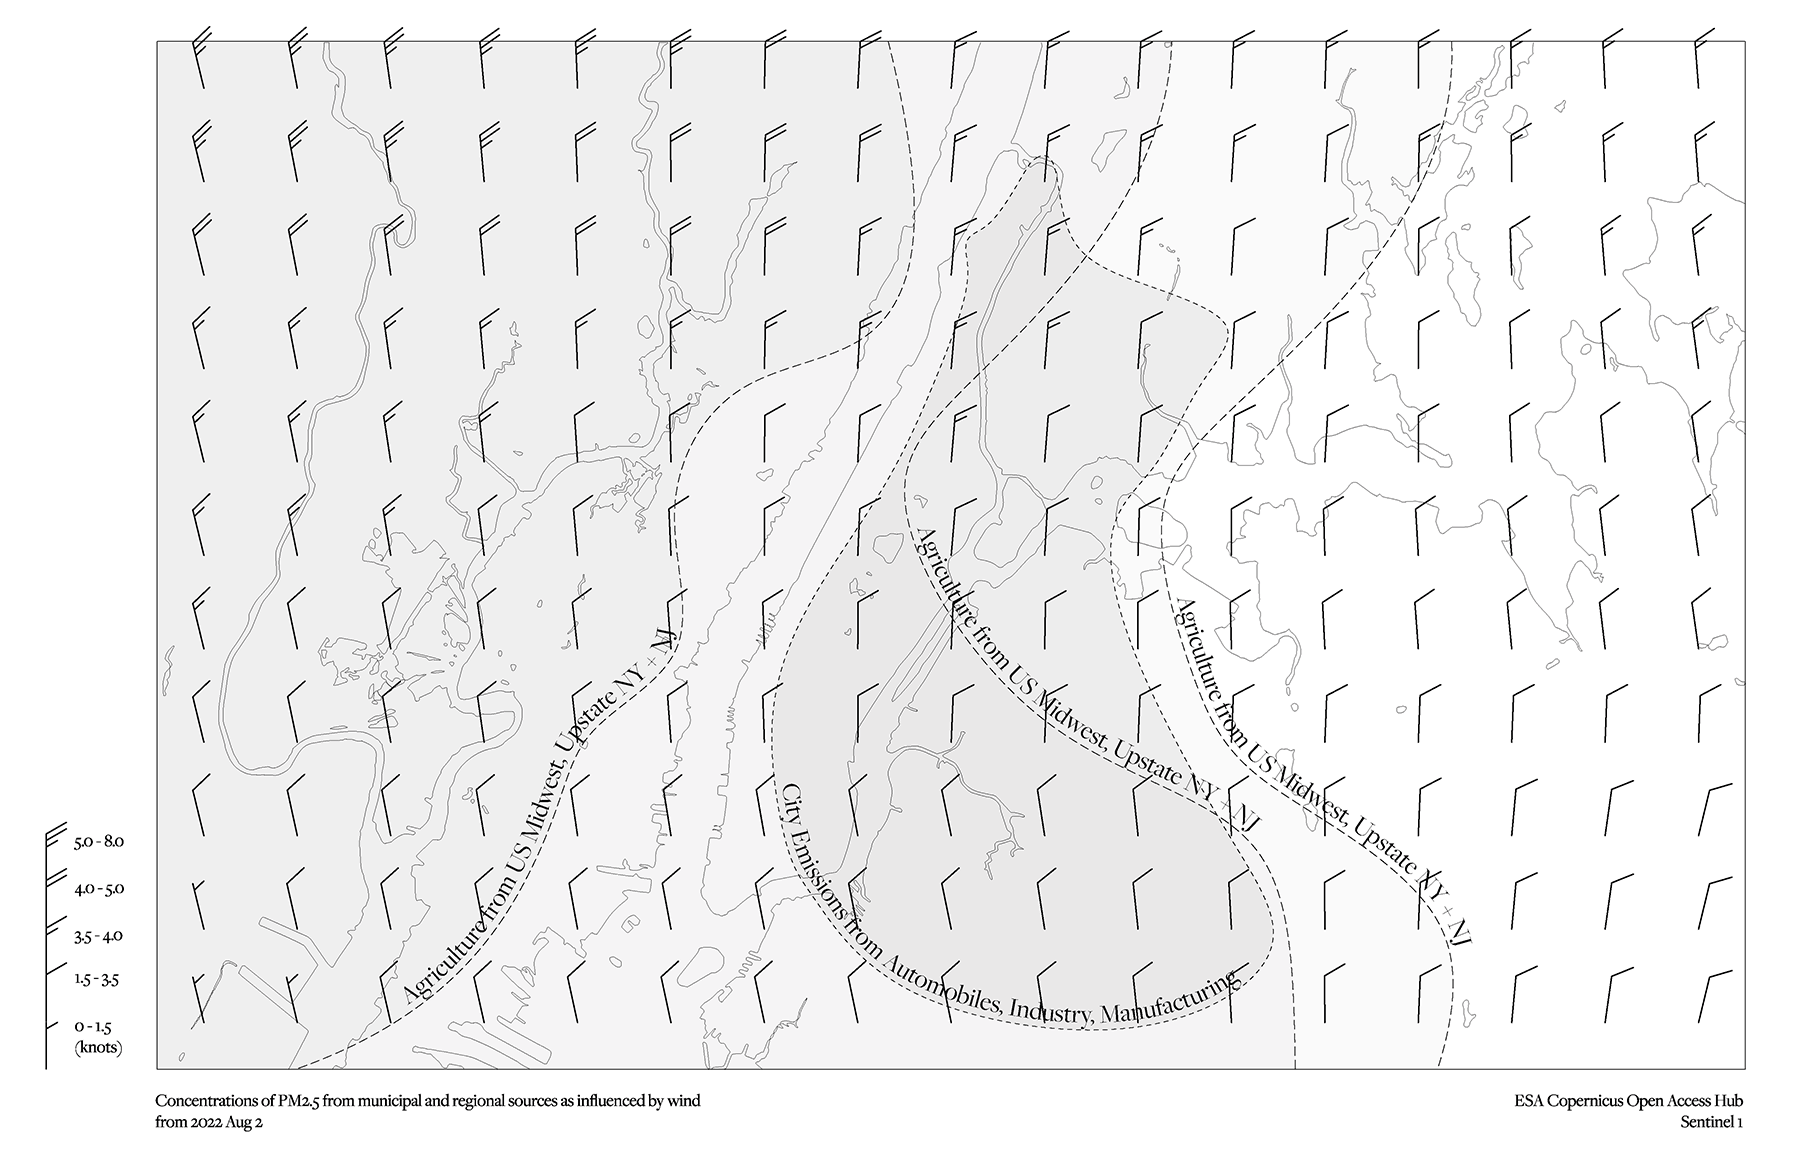 Agriculture from US Midwest, Upstate NY + NJ
Agriculture from US Midwest, Upstate NY + NJ
Agriculture from US Midwest, Upstate NY + NJ
City Emissions from Automobiles, Industry, Manufacturing
5.0 - 8.0
4.0 - 5.0
3.5 - 4.0
1.5 - 3.5
0 - 1.5
(knots)
Concentrations of PM2.5 from municipal and regional sources as influenced by wind
from 2022 Aug 2
ESA Copernicus Open Access Hub
Sentinel 1